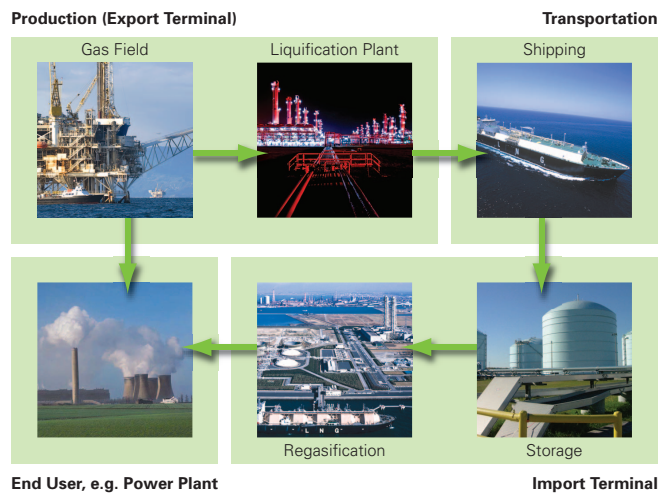 Production (Export Terminal)
Transportation
Gas Field
Liquification Plant
Shipping
L N G
L N G
Regasification
Storage
End User, e.g. Power Plant
Import Terminal